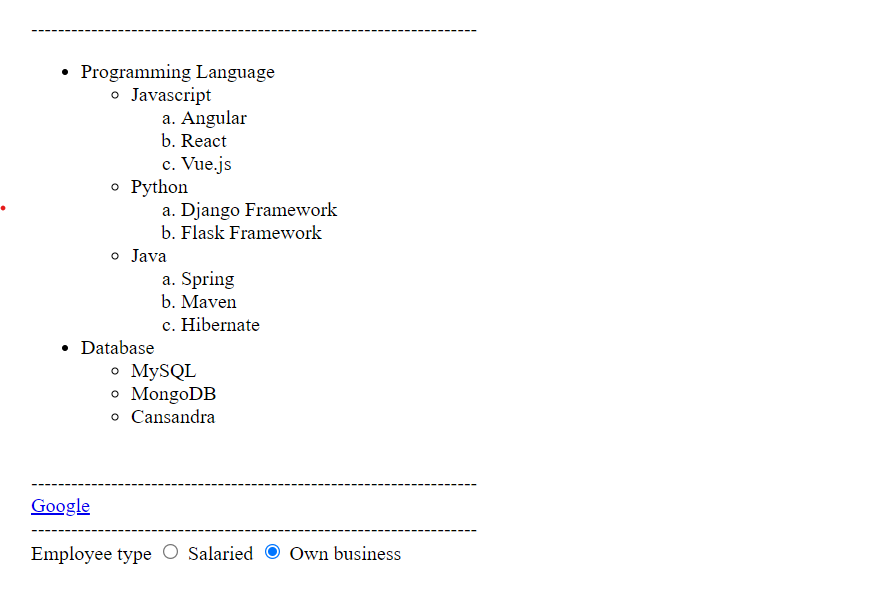 -------------------------------------------------------------------
• Programming Language
◦ Javascript
a. Angular
b. React
c. Vue.js
◦ Python
a. Django Framework
b. Flask Framework
◦ Java
a. Spring
b. Maven
c. Hibernate
• Database
◦ MySQL
◦ MongoDB
◦ Cansandra
-------------------------------------------------------------------
Google
-------------------------------------------------------------------
Employee type Salaried Own business